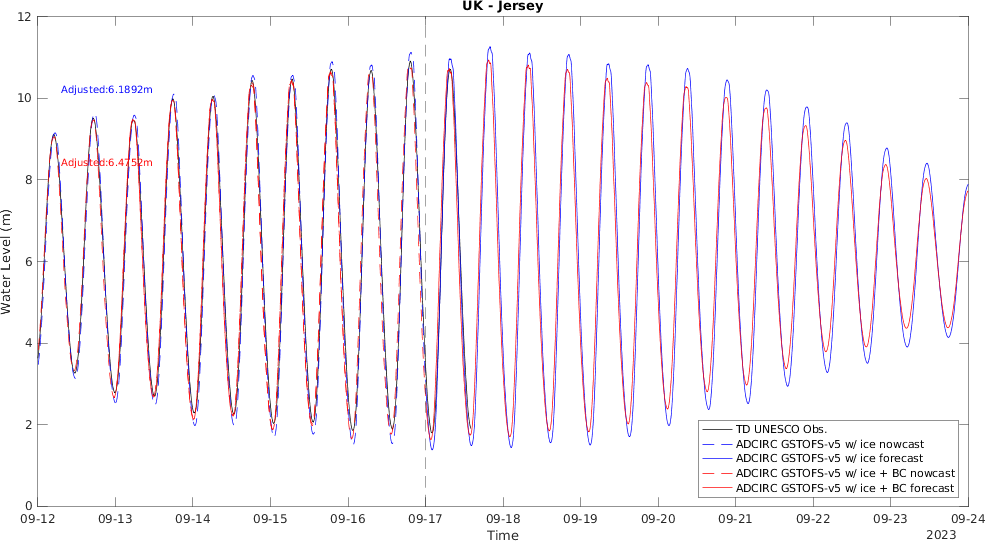 UK - Jersey
12
10
8
6
4
2
0
Water Level (m)
Adjusted:6.1892m
Adjusted:6.4752m
TD UNESCO Obs.
ADCIRC GSTOFS-v5 w/ ice nowcast
ADCIRC GSTOFS-v5 w/ ice forecast
ADCIRC GSTOFS-v5 w/ ice + BC nowcast
ADCIRC GSTOFS-v5 w/ ice + BC forecast
09-12 09-13 09-14 09-15 09-16 09-17 09-18 09-19 09-20 09-21 09-22 09-23 09-24
Time
2023